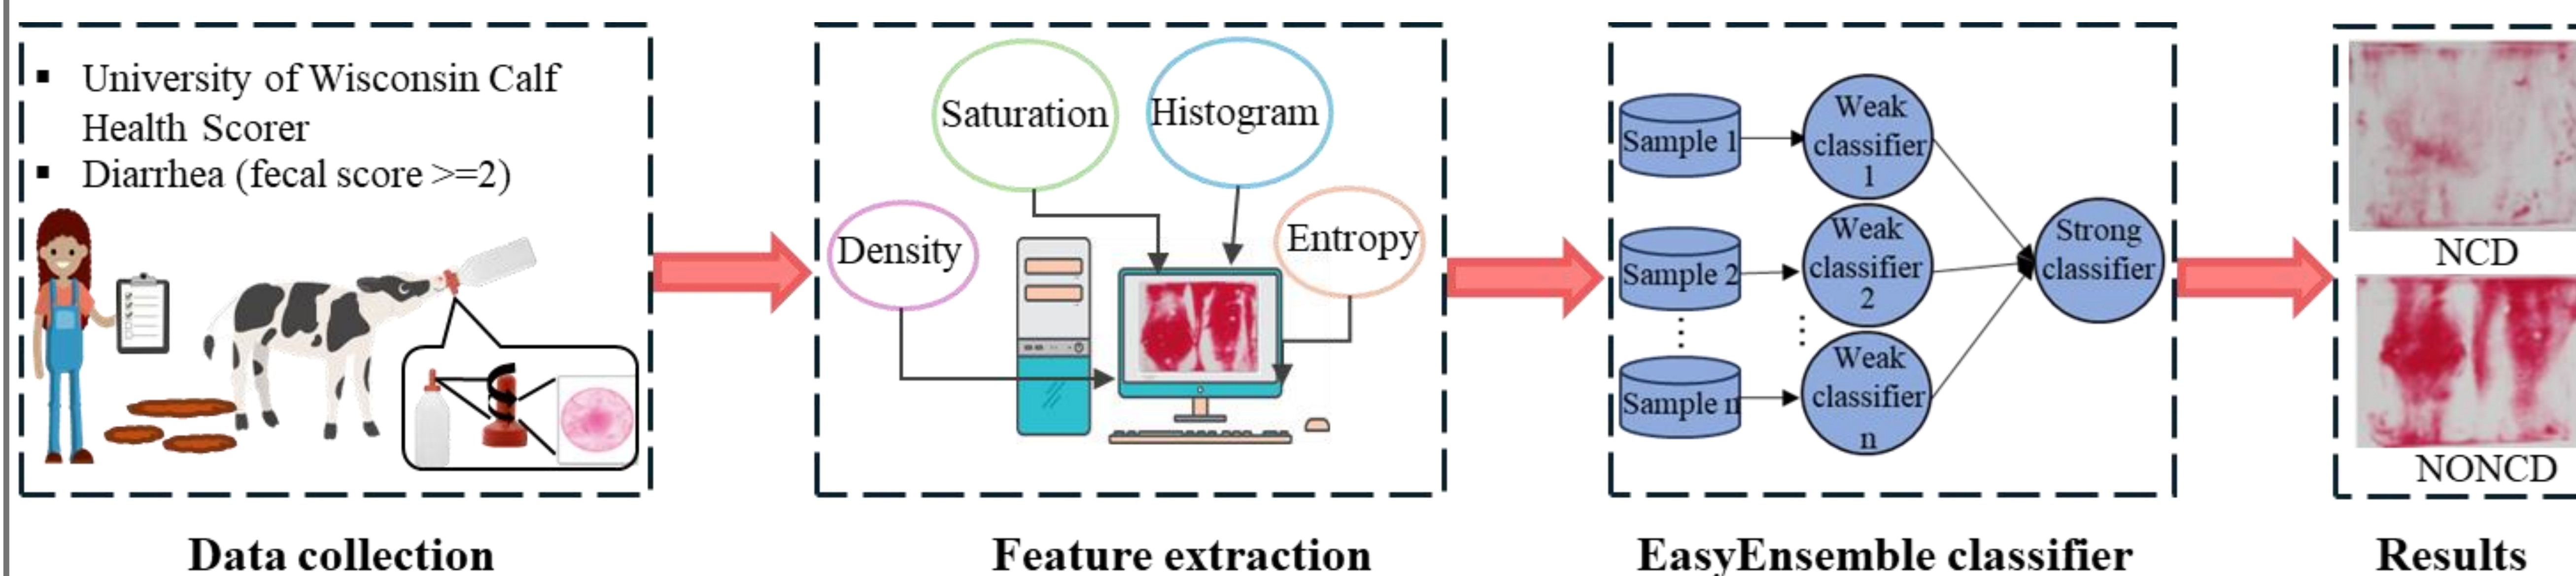 University of Wisconsin Calf
Health Scorer
Diarrhea (fecal score >=2)
Data collection
Saturation
Histogram
Density
Entropy
Feature extraction
Sample 1
Weak
classifier
1
Sample 2
Weak
classifier
2
Sample n
Weak
classifier
n
Strong
classifier
EasyEnsemble classifier
NCD
NONCD
Results